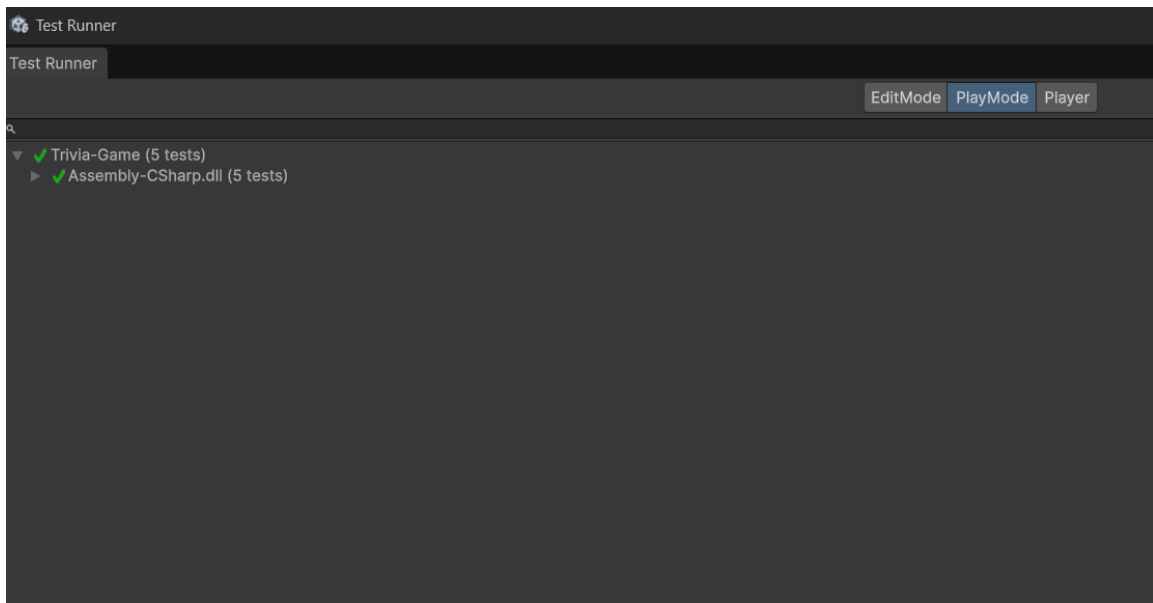 Test Runner
Test Runner
EditMode PlayMode Player
Trivia-Game (5 tests)
Assembly-CSharp.dll (5 tests)